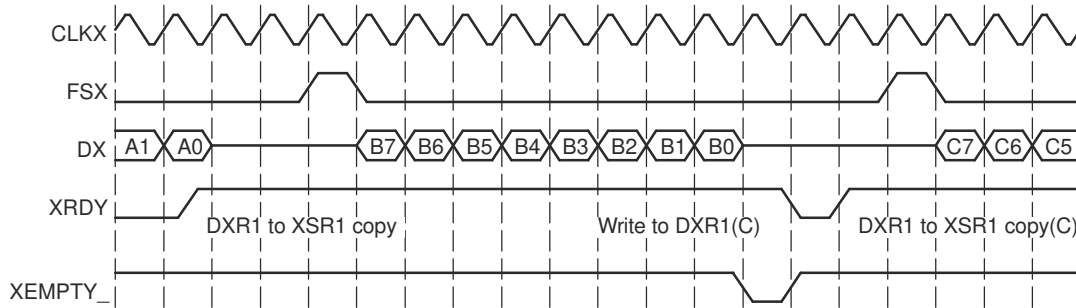 CLKX
FSX
DX A1 A0 B7 B6 B5 B4 B3 B2 B1 B0 C7 C6 C5
XRDY
DXR1 to XSR1 copy Write to DXR1(C) DXR1 to XSR1 copy(C)
XEMPTY_